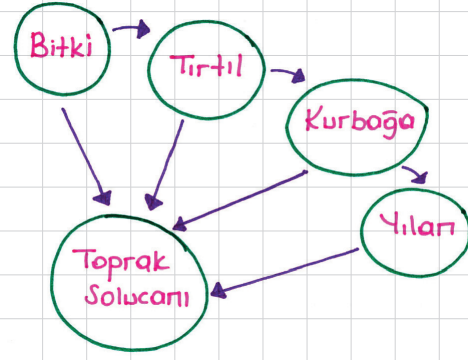 Bitki
Tırtıl
Kurbağa
Yılan
Toprak
Solucanı